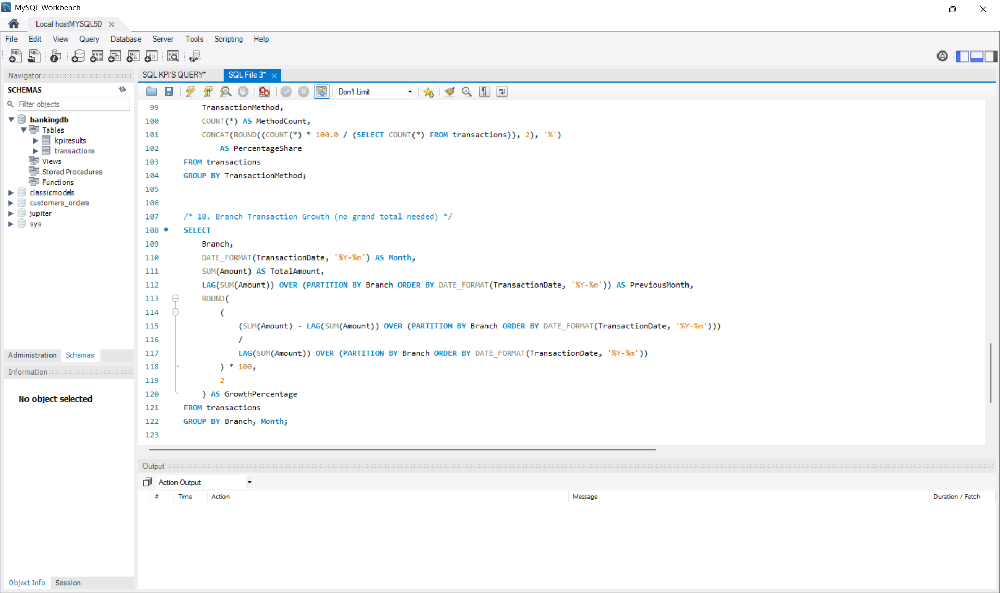 MySQL Workbench
Local hostMYSQL50
File Edit View Query Database Server Tools Scripting Help
Navigator
SCHEMAS
Filter objects
bankingdb
Tables
kpiresults
transactions
Views
Stored Procedures
Functions
classicmodels
customers_orders
jupiter
sys
Administration Schemas
Information
No object selected
Object Info Session
SQL KPI'S QUERY* SQL File 3*
Don't Limit
99 TransactionMethod,
100 COUNT(*) AS MethodCount,
101 CONCAT(ROUND((COUNT(*) * 100.0 / (SELECT COUNT(*) FROM transactions)), 2), '%')
102 AS PercentageShare
103 FROM transactions
104 GROUP BY TransactionMethod;
105
106
107 /* 10. Branch Transaction Growth (no grand total needed) */
108 SELECT
109 Branch,
110 DATE_FORMAT(TransactionDate, '%Y-%m') AS Month,
111 SUM(Amount) AS TotalAmount,
112 LAG(SUM(Amount)) OVER (PARTITION BY Branch ORDER BY DATE_FORMAT(TransactionDate, '%Y-%m')) AS PreviousMonth,
113 ROUND(
114 (
115 (SUM(Amount) - LAG(SUM(Amount)) OVER (PARTITION BY Branch ORDER BY DATE_FORMAT(TransactionDate, '%Y-%m')))
116 /
117 LAG(SUM(Amount)) OVER (PARTITION BY Branch ORDER BY DATE_FORMAT(TransactionDate, '%Y-%m'))
118 ) * 100,
119 2
120 ) AS GrowthPercentage
121 FROM transactions
122 GROUP BY Branch, Month;
123
Output
Action Output
# Time Action Message Duration / Fetch